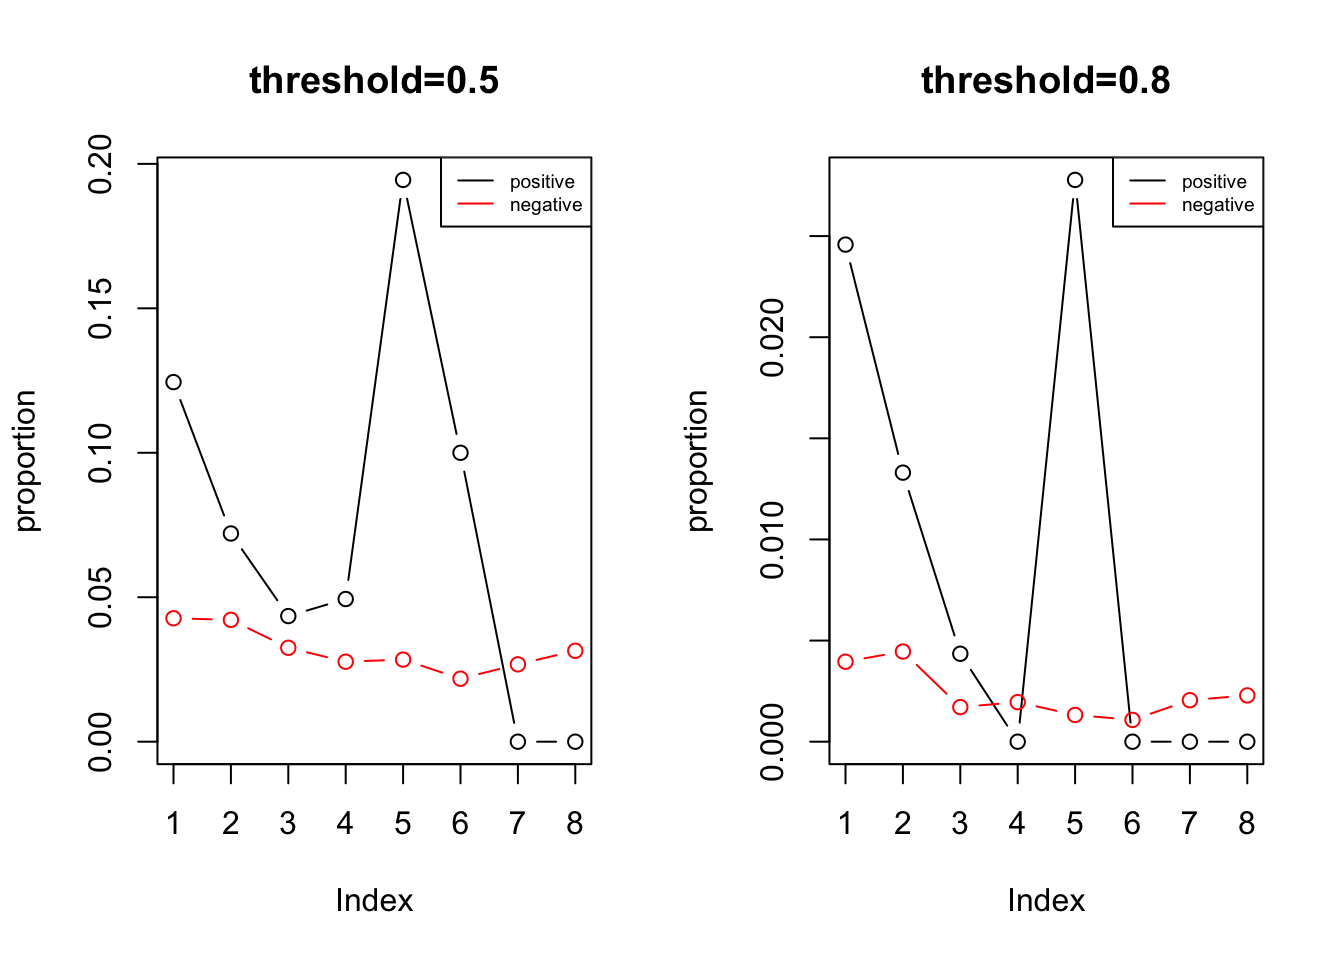 threshold=0.5
proportion
0.20
0.15
0.10
0.05
0.00
positive
negative
1 2 3 4 5 6 7 8
Index
threshold=0.8
proportion
0.020
0.010
0.000
positive
negative
1 2 3 4 5 6 7 8
Index